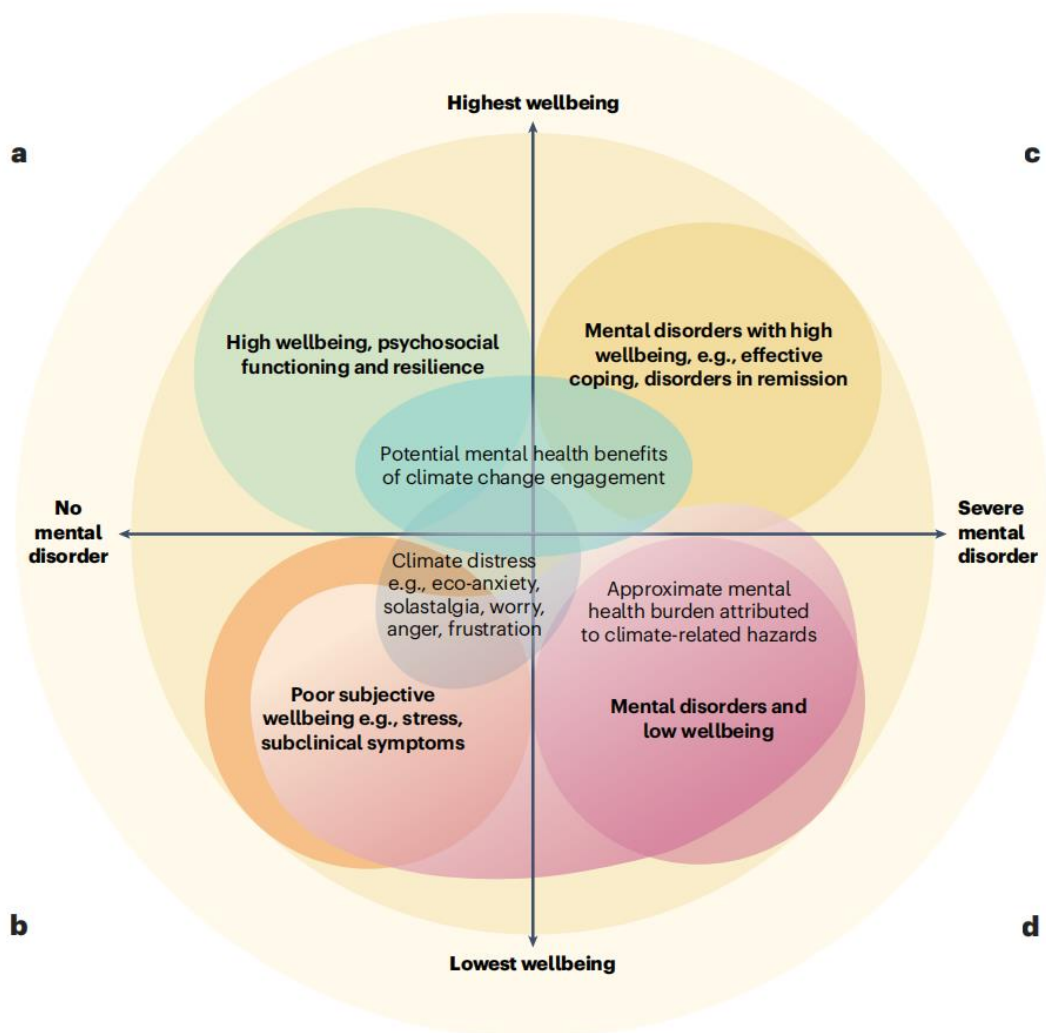 Highest wellbeing
a
c
High wellbeing, psychosocial
functioning and resilience
Mental disorders with high
wellbeing, e.g., effective
coping, disorders in remission
Potential mental health benefits
of climate change engagement
No
mental
disorder
Severe
mental
disorder
Climate distress
e.g., eco-anxiety,
solastalgia, worry,
anger, frustration
Approximate mental
health burden attributed
to climate-related hazards
Poor subjective
wellbeing e.g., stress,
subclinical symptoms
Mental disorders and
low wellbeing
b
d
Lowest wellbeing